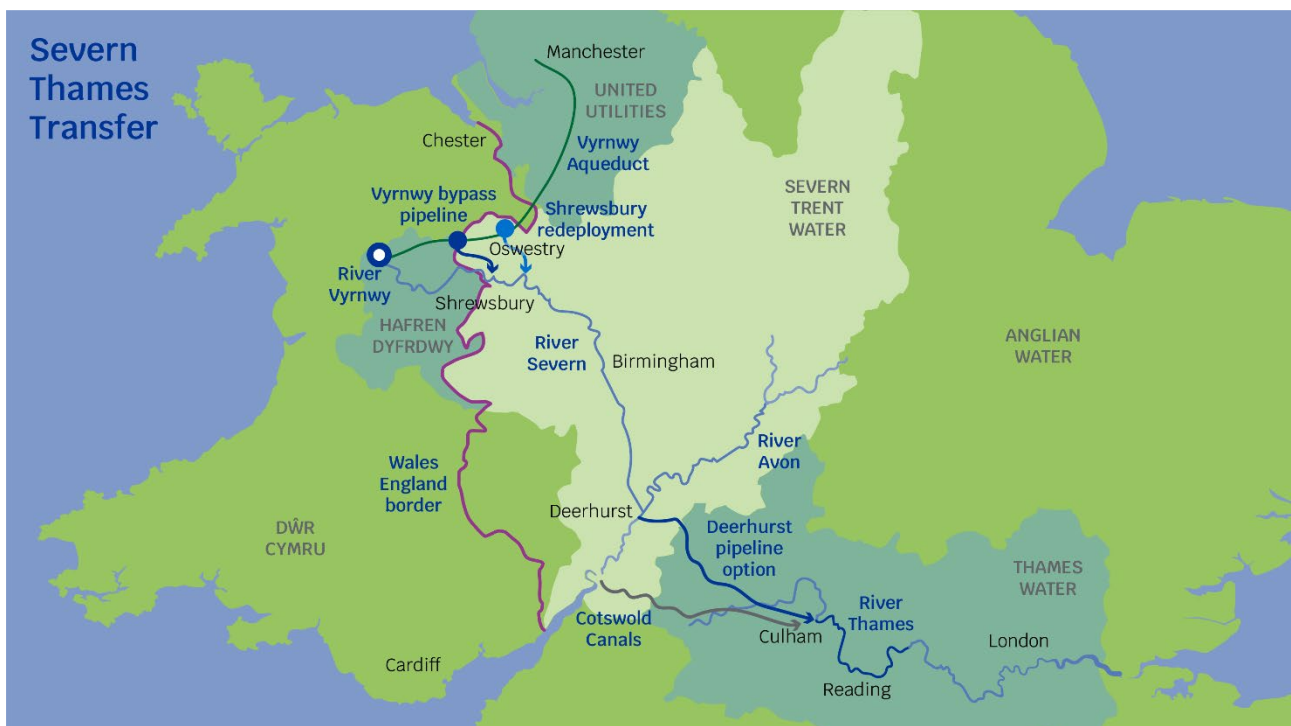 Severn
Thames
Transfer
Manchester
UNITED
UTILITIES
Chester
Vyrnwy
Aqueduct
Vyrnwy bypass
pipeline
Shrewsbury
redeployment
SEVERN
TRENT
WATER
Oswestry
River
Vyrnwy
Shrewsbury
HAFREN
DYFRDWY
River
Severn
Birmingham
ANGLIAN
WATER
River
Avon
Wales
England
border
Deerhurst
DŴR
CYMRU
Deerhurst
pipeline
option
THAMES
WATER
Cotswold
Canals
Culham
River
Thames
London
Cardiff
Reading